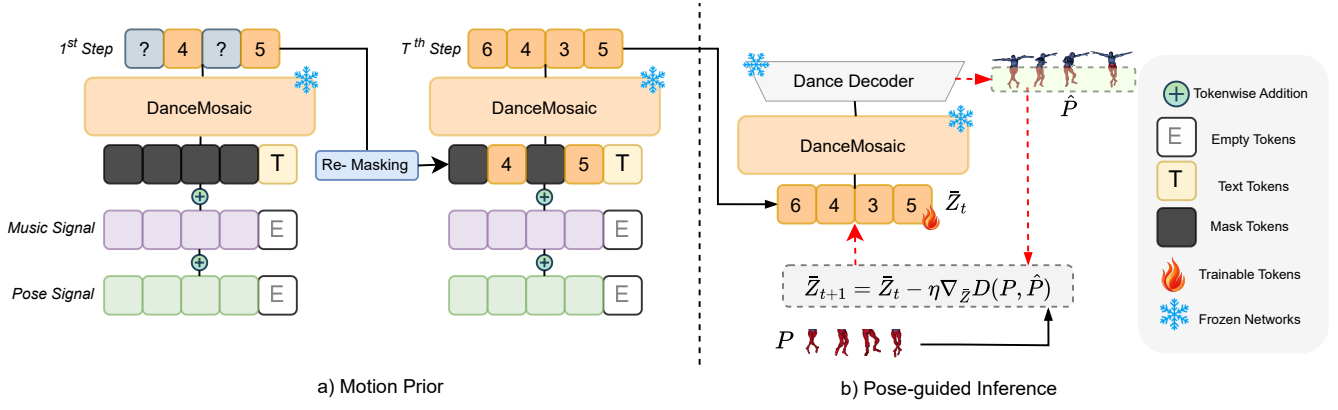 1st Step
? 4 ? 5
DanceMosaic
T
Music Signal
E
Pose Signal
E
Re- Masking
Tth Step
6 4 3 5
DanceMosaic
4 5 T
E
E
a) Motion Prior
Dance Decoder
P̂
DanceMosaic
6 4 3 5
Z̄_t
Z̄_{t+1} = Z̄_t − η∇_{Z̄} D(P, P̂)
P
b) Pose-guided Inference
Tokenwise Addition
E Empty Tokens
T Text Tokens
Mask Tokens
Trainable Tokens
Frozen Networks